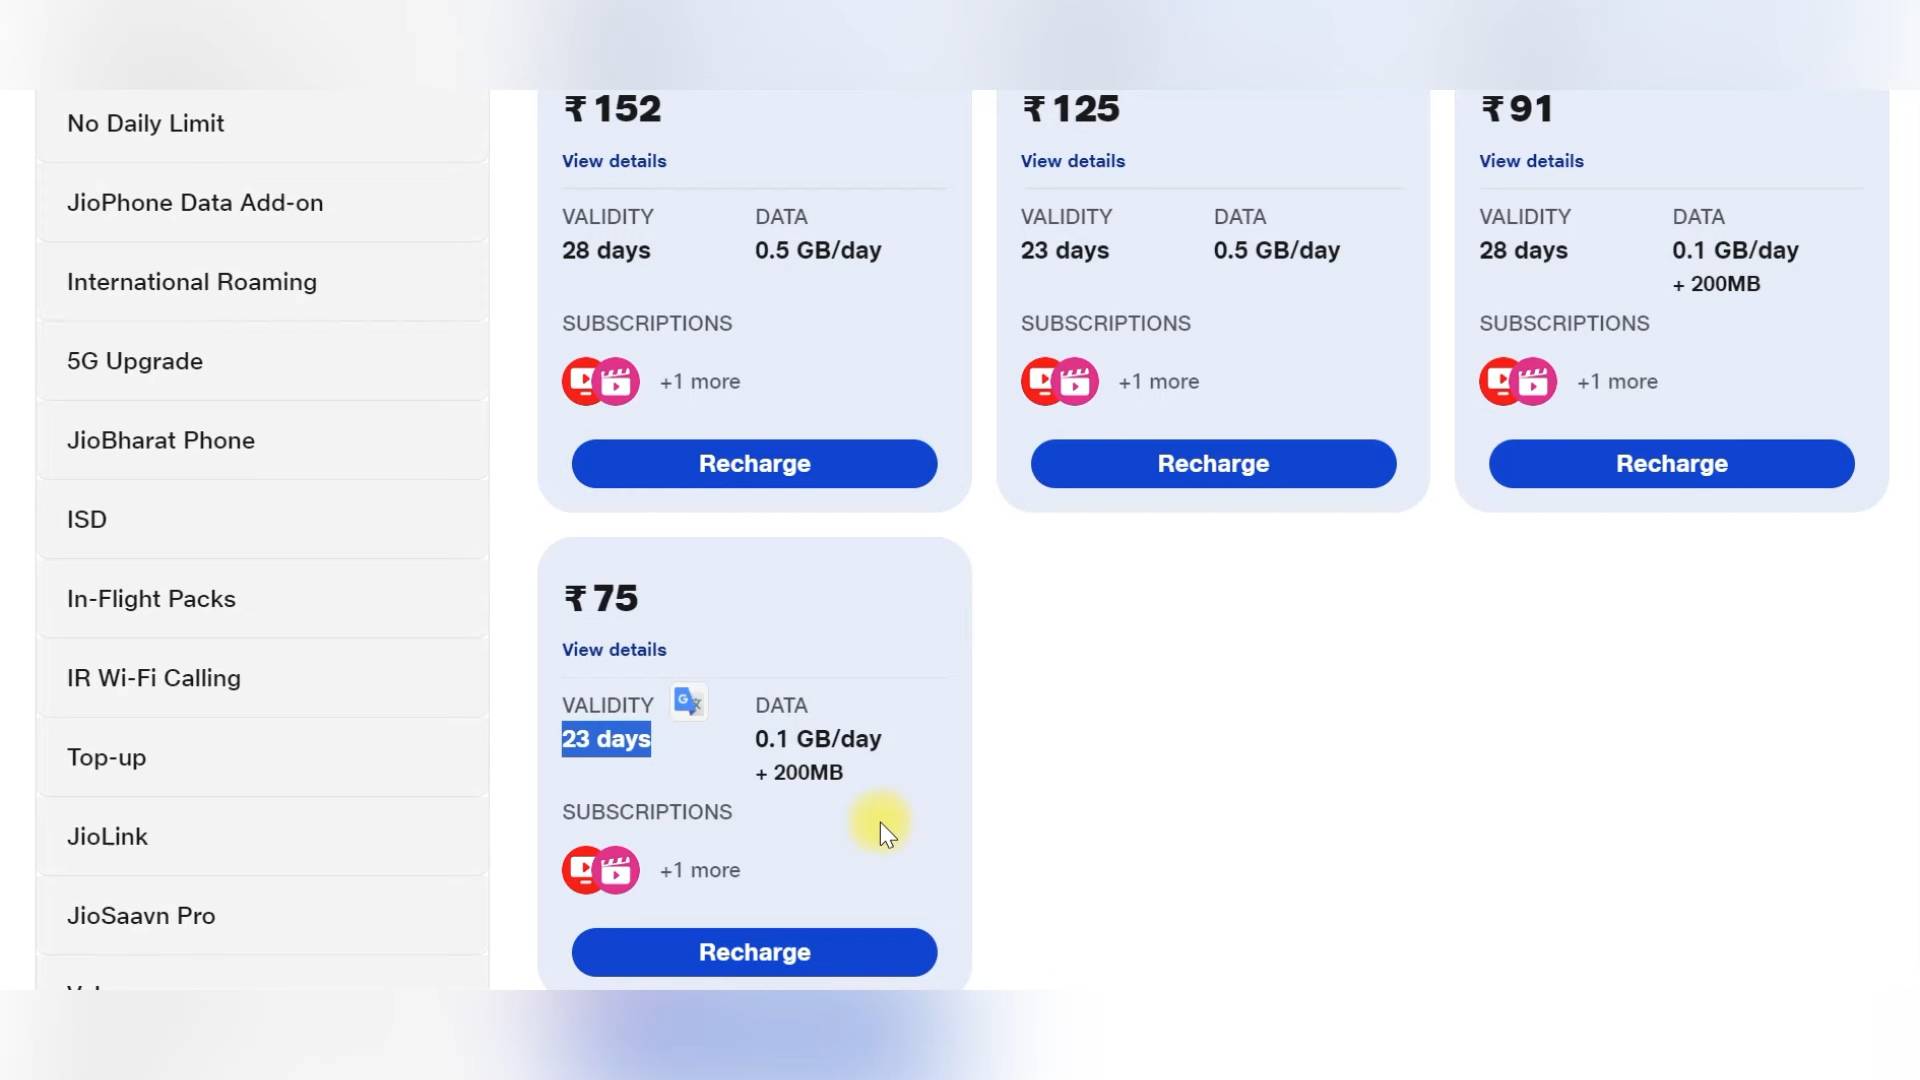 No Daily Limit
JioPhone Data Add-on
International Roaming
5G Upgrade
JioBharat Phone
ISD
In-Flight Packs
IR Wi-Fi Calling
Top-up
JioLink
JioSaavn Pro
₹152
View details
VALIDITY DATA
28 days 0.5 GB/day
SUBSCRIPTIONS
+1 more
Recharge
₹125
View details
VALIDITY DATA
23 days 0.5 GB/day
SUBSCRIPTIONS
+1 more
Recharge
₹91
View details
VALIDITY DATA
28 days 0.1 GB/day
+ 200MB
SUBSCRIPTIONS
+1 more
Recharge
₹75
View details
VALIDITY DATA
23 days 0.1 GB/day
+ 200MB
SUBSCRIPTIONS
+1 more
Recharge